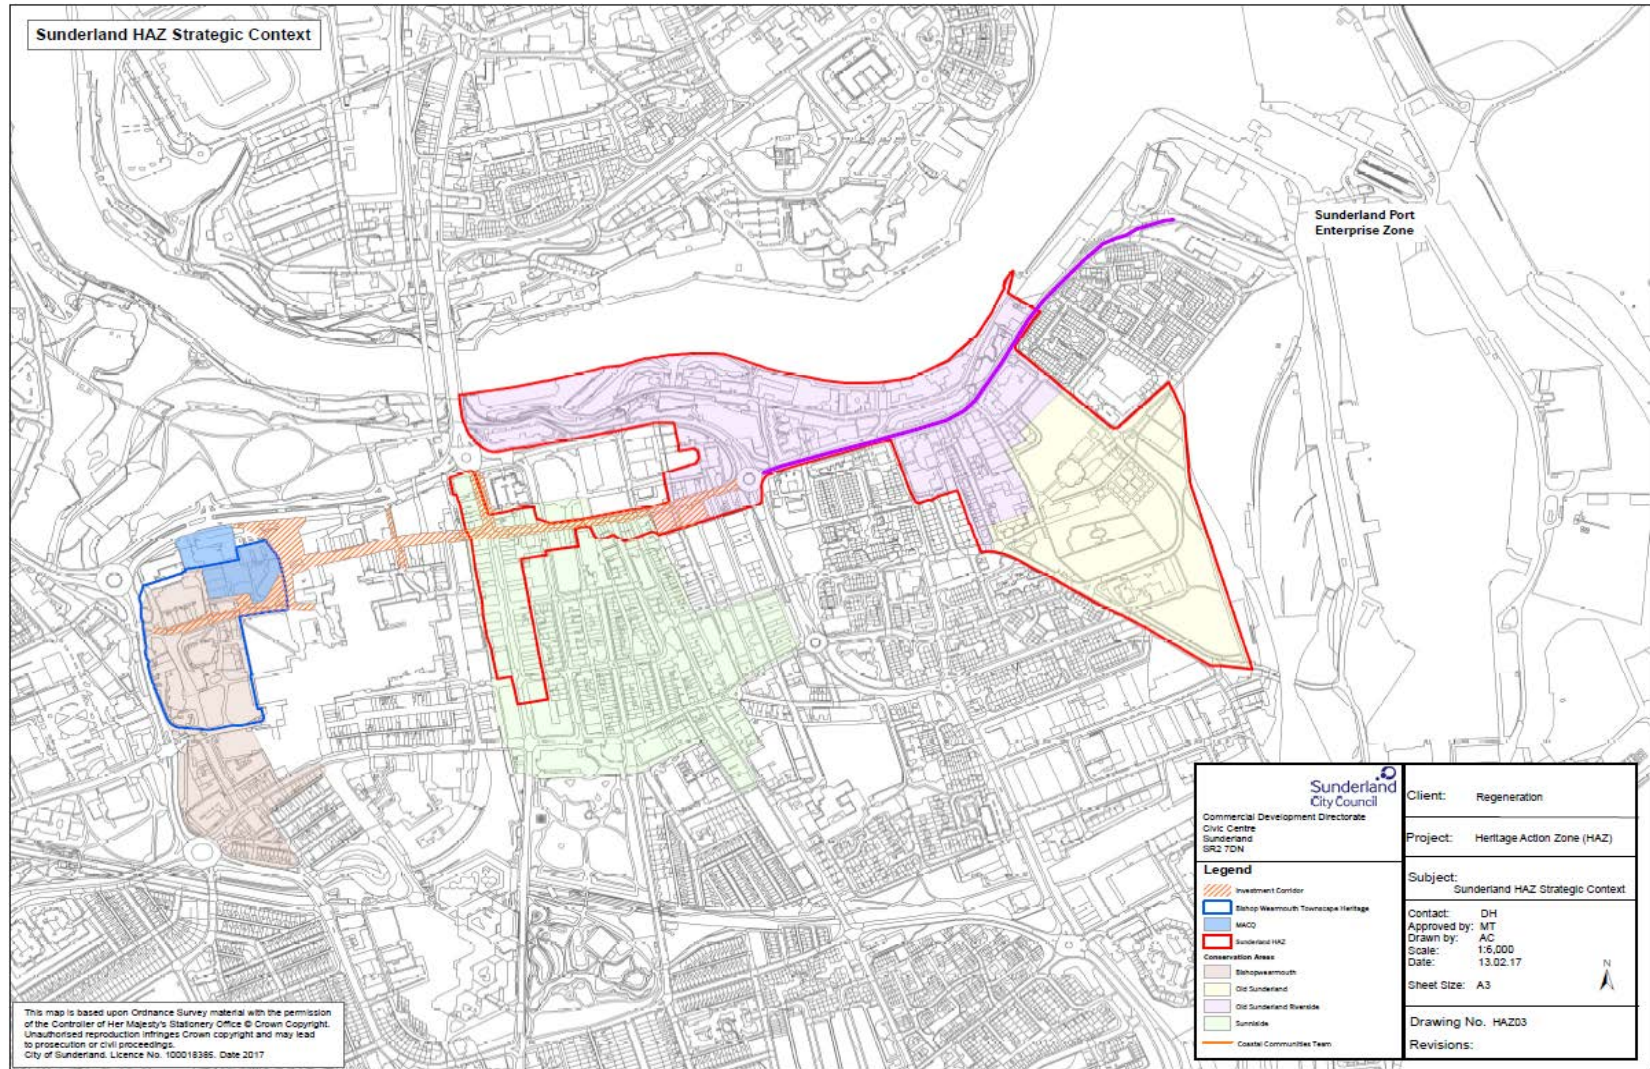 Sunderland HAZ Strategic Context
Sunderland Port
Enterprise Zone
Sunderland
City Council
Commercial Development Directorate
Civic Centre
Sunderland
SR2 7DN
Legend
Investment Corridor
Bishop Wearmouth Townscape Heritage
MACQ
Sunderland HAZ
Conservation Areas
Bishopwearmouth
Old Sunderland
Old Sunderland Riverside
Sunniside
Coastal Communities Team
Client: Regeneration
Project: Heritage Action Zone (HAZ)
Subject:
Sunderland HAZ Strategic Context
Contact: DH
Approved by: MT
Drawn by: AC
Scale: 1:6,000
Date: 13.02.17
N
Sheet Size: A3
Drawing No. HAZ03
Revisions:
This map is based upon Ordnance Survey material with the permission
of the Controller of Her Majesty's Stationery Office © Crown Copyright.
Unauthorised reproduction infringes Crown copyright and may lead
to prosecution or civil proceedings.
City of Sunderland. Licence No. 100018385. Date 2017